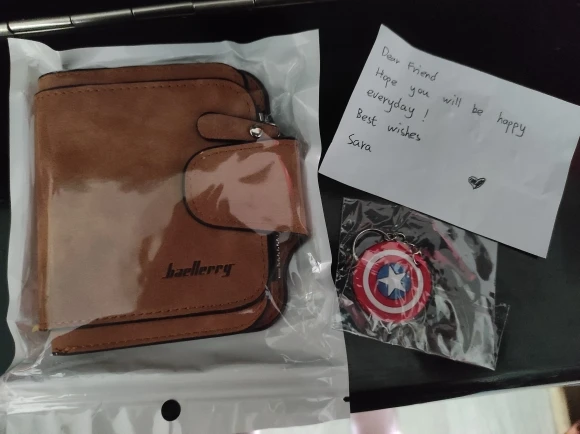 Dear Friend
Hope you will be happy
everyday !
Best wishes
Sara
baellerry